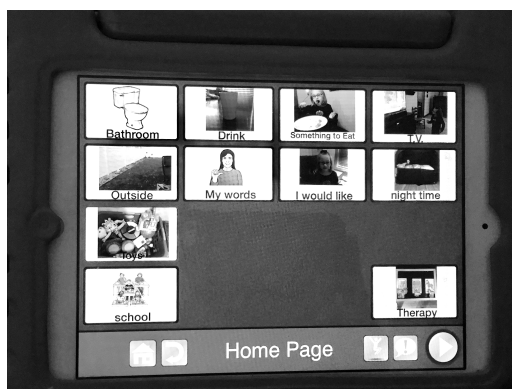 Bathroom
Drink
Something to Eat
T.V.
Outside
My words
I would like
night time
Toys
school
Therapy
Home Page